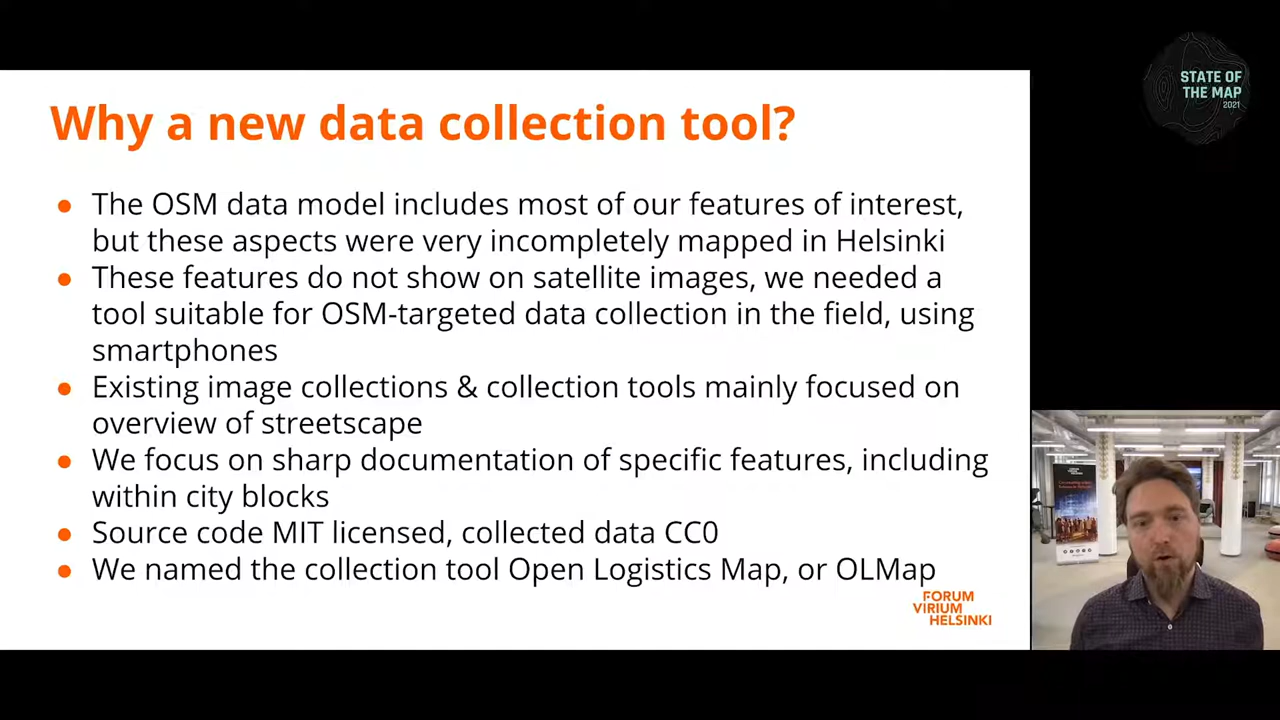 STATE OF
THE MAP
2021
Why a new data collection tool?
The OSM data model includes most of our features of interest,
but these aspects were very incompletely mapped in Helsinki
These features do not show on satellite images, we needed a
tool suitable for OSM-targeted data collection in the field, using
smartphones
Existing image collections & collection tools mainly focused on
overview of streetscape
We focus on sharp documentation of specific features, including
within city blocks
Source code MIT licensed, collected data CC0
We named the collection tool Open Logistics Map, or OLMap
FORUM
VIRIUM
HELSINKI